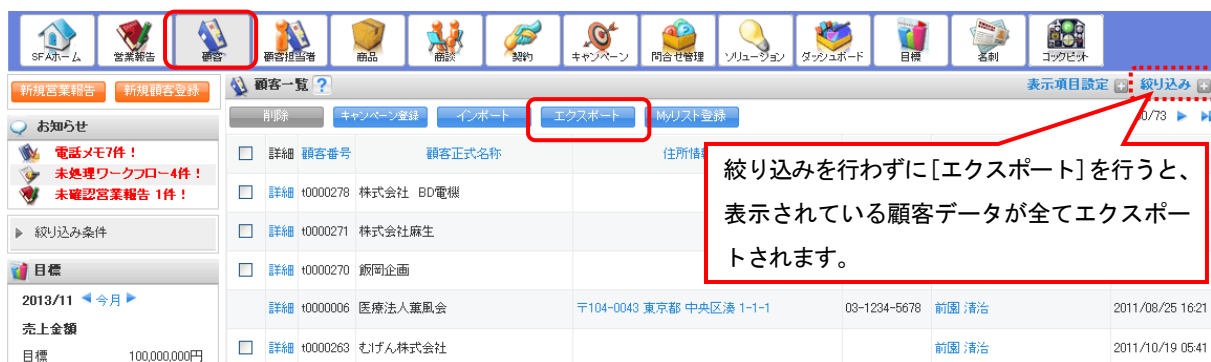 SFAホーム 営業報告 顧客 顧客担当者 商品 商談 契約 キャンペーン 問合せ管理 ソリューション ダッシュボード 目標 名刺 コックピット
新規営業報告 新規顧客登録
顧客一覧 ? 表示項目設定 絞り込み
削除 キャンペーン登録 インポート エクスポート Myリスト登録 0/73
お知らせ
電話メモ7件！
未処理ワークフロー4件！
未確認営業報告 1件！
絞り込み条件
目標
2013/11 今月
売上金額
目標 100,000,000円
詳細 顧客番号 顧客正式名称 住所情
詳細 t0000278 株式会社 BD電機
詳細 t0000271 株式会社麻生
詳細 t0000270 飯岡企画
詳細 t0000006 医療法人薫風会 〒104-0043 東京都 中央区湊 1-1-1 03-1234-5678 前園 清治 2011/08/25 16:21
詳細 t0000263 むげん株式会社 前園 清治 2011/10/19 05:41
絞り込みを行わずに[エクスポート]を行うと、
表示されている顧客データが全てエクスポー
トされます。